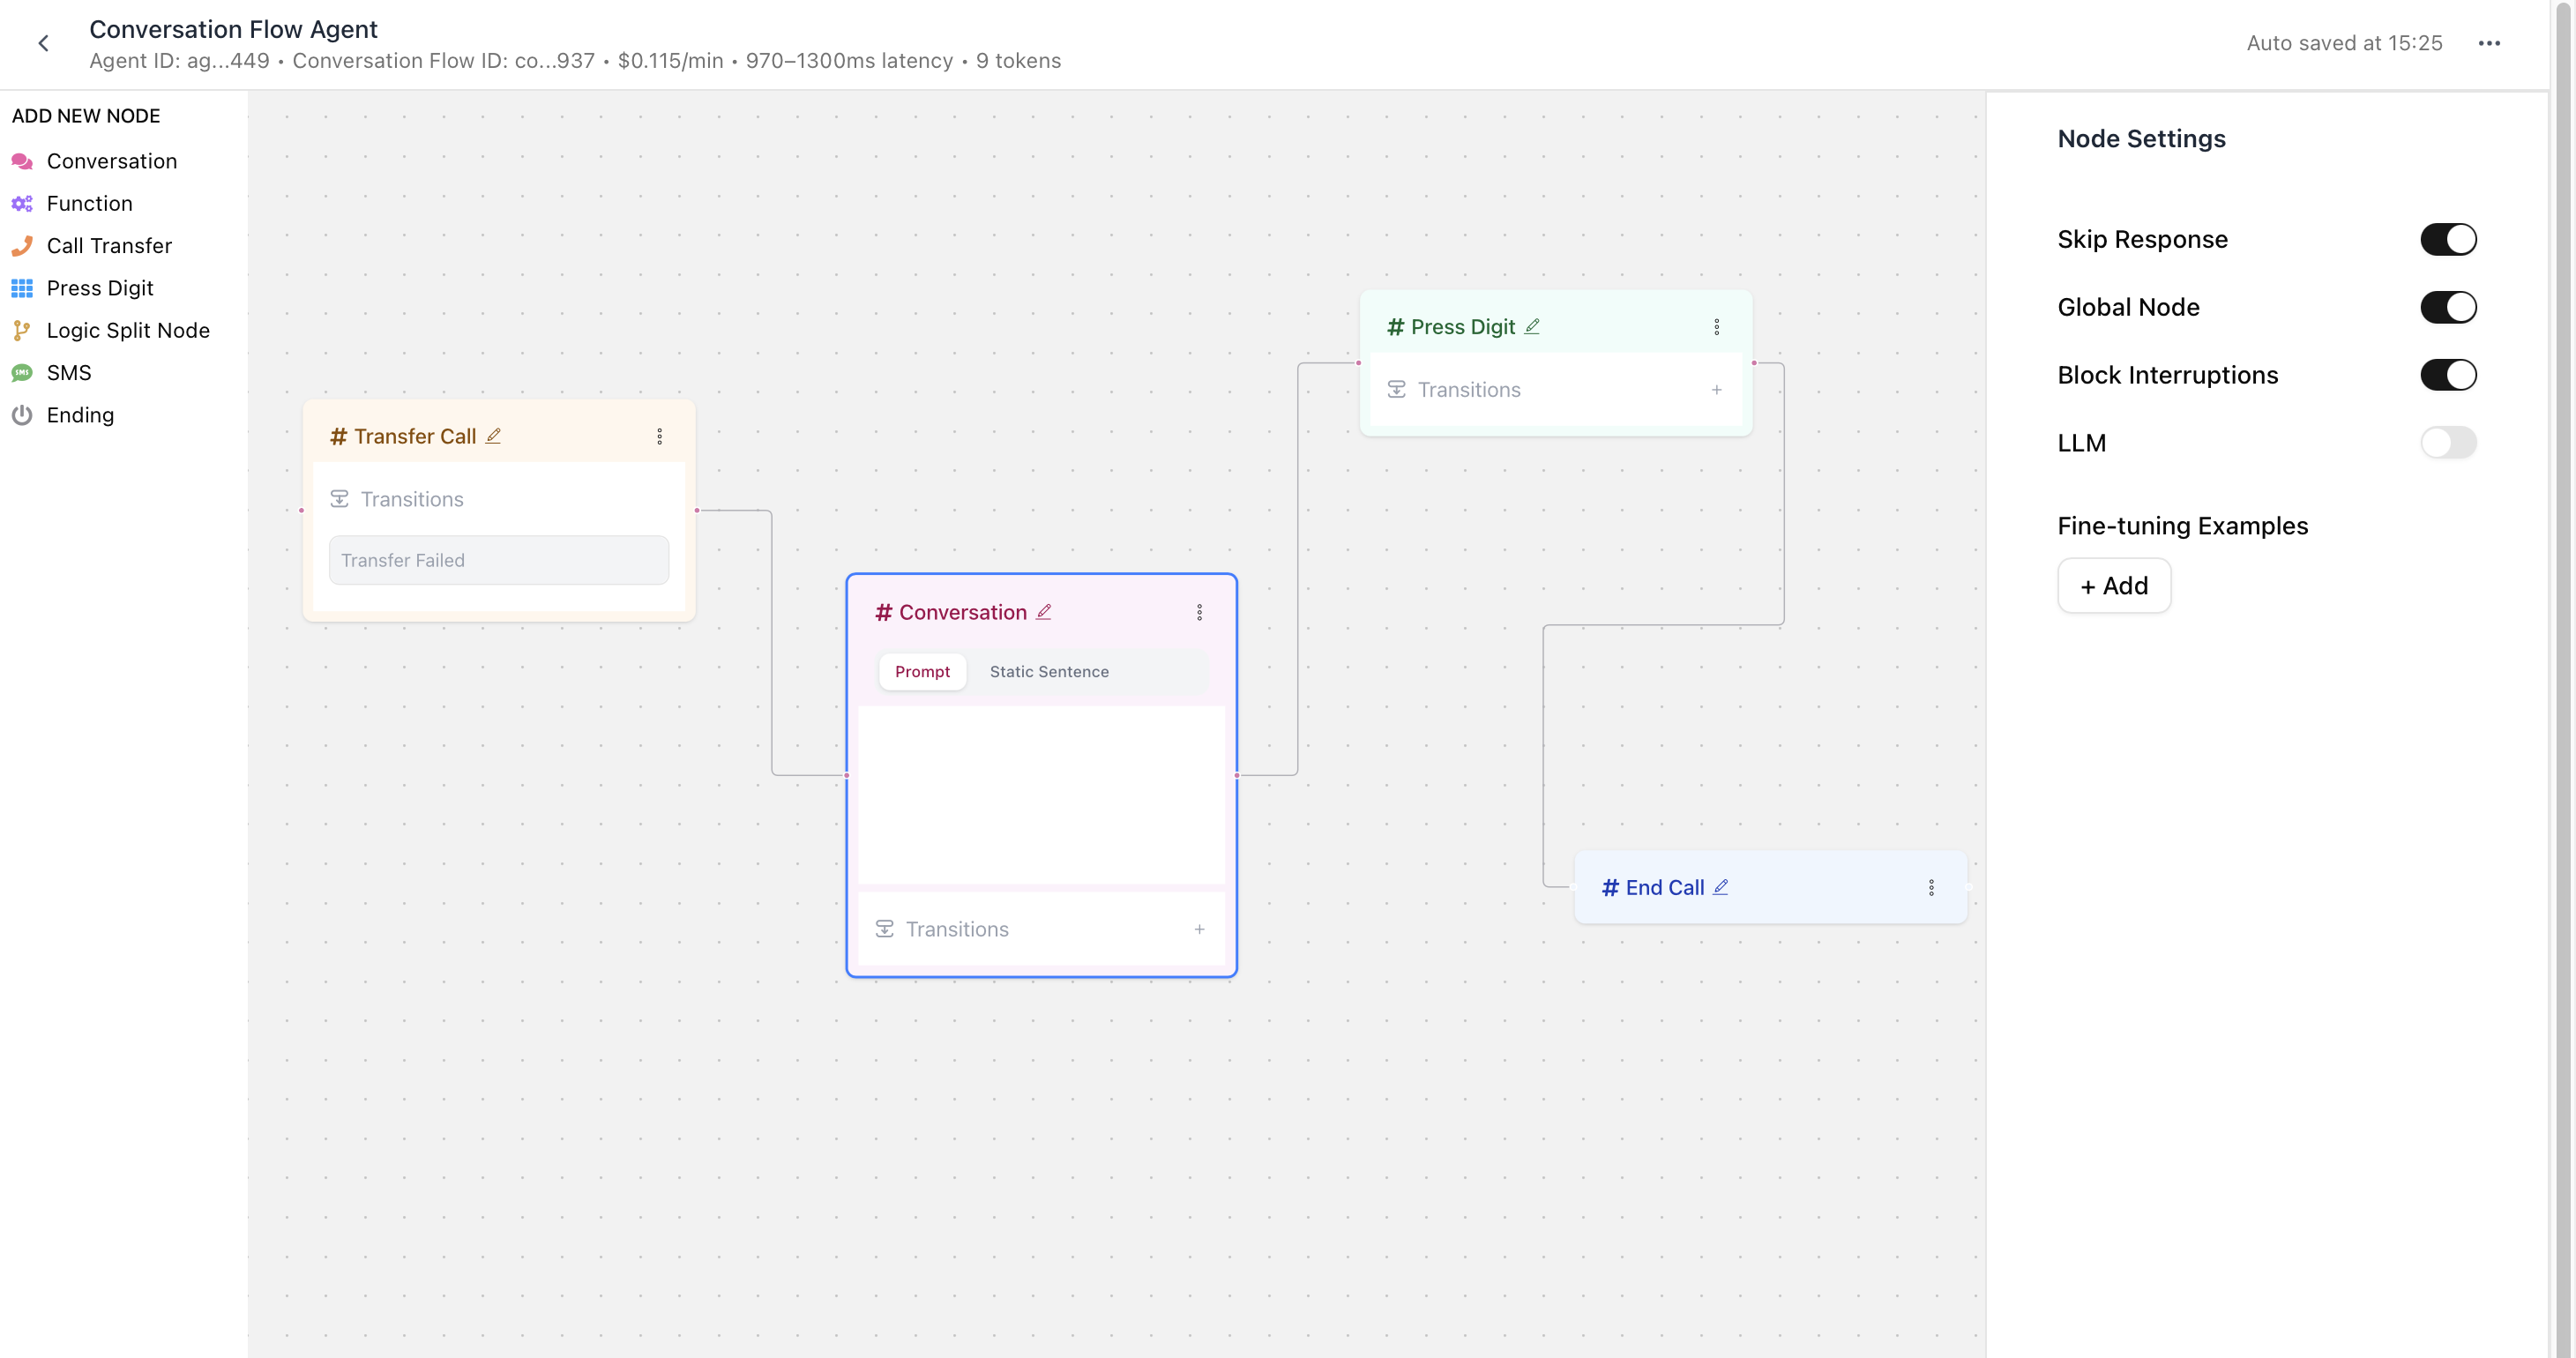 Conversation Flow Agent
Agent ID: ag...449 • Conversation Flow ID: co...937 • $0.115/min • 970–1300ms latency • 9 tokens
Auto saved at 15:25
ADD NEW NODE
Conversation
Function
Call Transfer
Press Digit
Logic Split Node
SMS
SMS
Ending
# Transfer Call
Transitions
Transfer Failed
# Conversation
Prompt
Static Sentence
Transitions
+
# Press Digit
Transitions
+
# End Call
Node Settings
Skip Response
Global Node
Block Interruptions
LLM
Fine-tuning Examples
+ Add